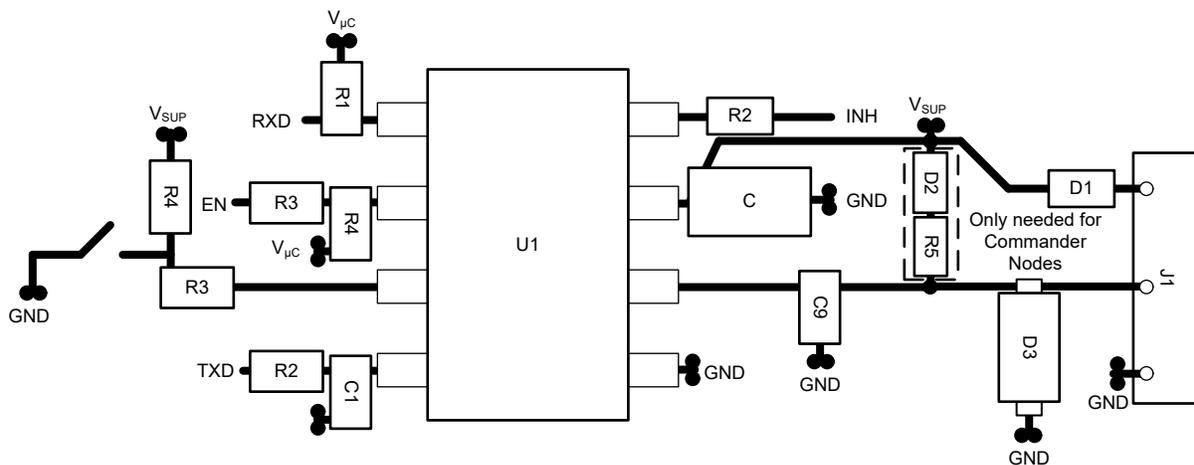 VµC
R1
RXD
VSUP
R4
EN
R3
R4
VµC
R3
GND
TXD
R2
C1
U1
R2
INH
VSUP
C
GND
D2
R5
D1
Only needed for
Commander
Nodes
J1
C9
GND
GND
D3
GND
GND